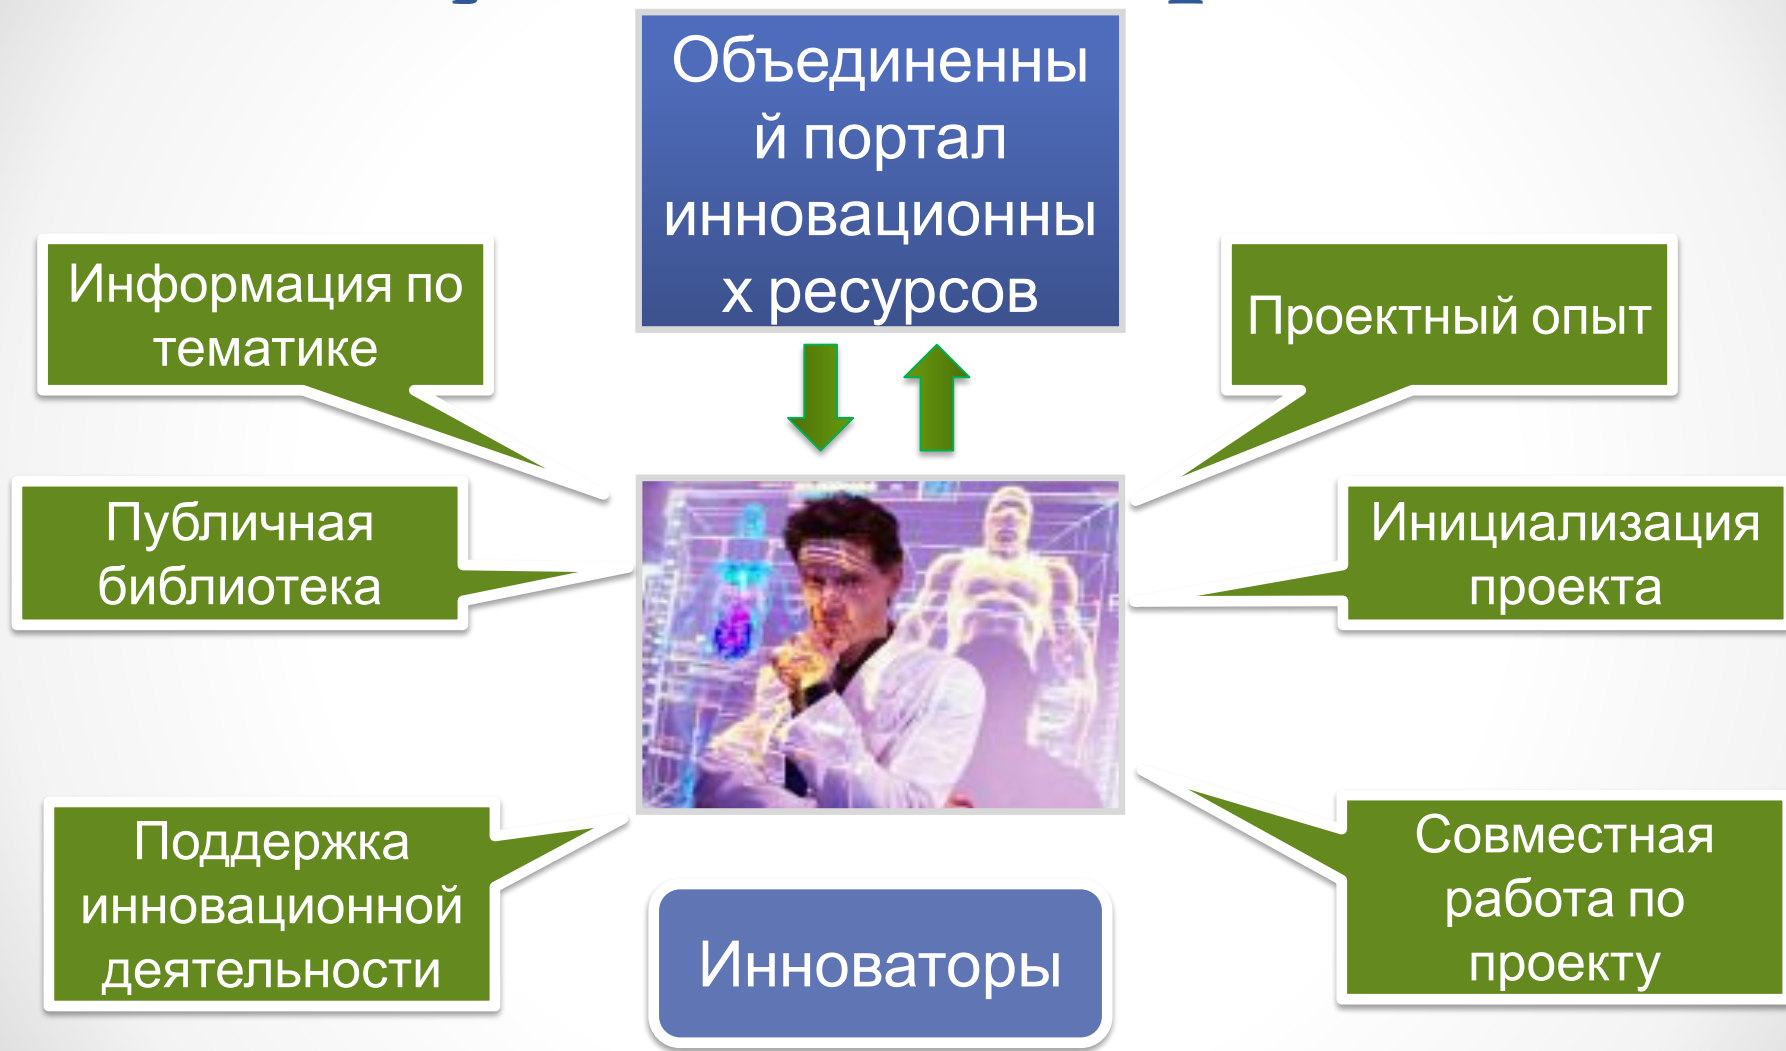 Объединенны
й портал
инновационны
х ресурсов
Информация по
тематике
Проектный опыт
Публичная
библиотека
Инициализация
проекта
Поддержка
инновационной
деятельности
Совместная
работа по
проекту
Инноваторы